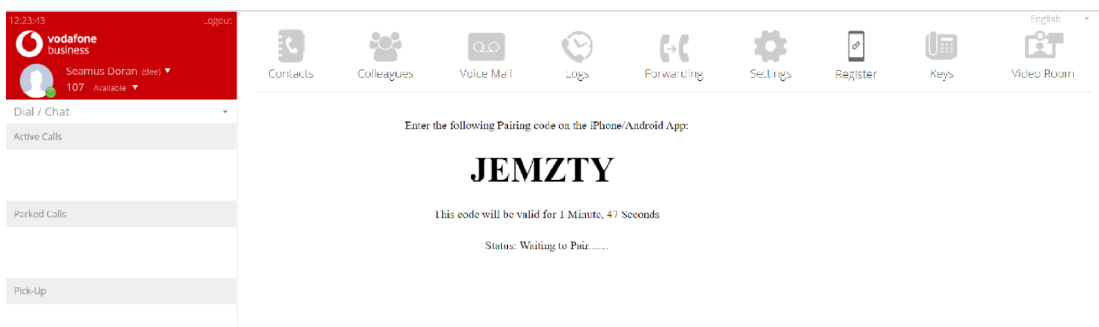 12:23:43 Logout
vodafone
business
Seamus Doran (dee) ▼
107 Available ▼
Dial / Chat
Active Calls
Parked Calls
Pick-Up
English
Contacts Colleagues Voice Mail Logs Forwarding Settings Register Keys Video Room
Enter the following Pairing code on the iPhone/Android App:
JEMZTY
This code will be valid for 1 Minute, 47 Seconds
Status: Waiting to Pair.......